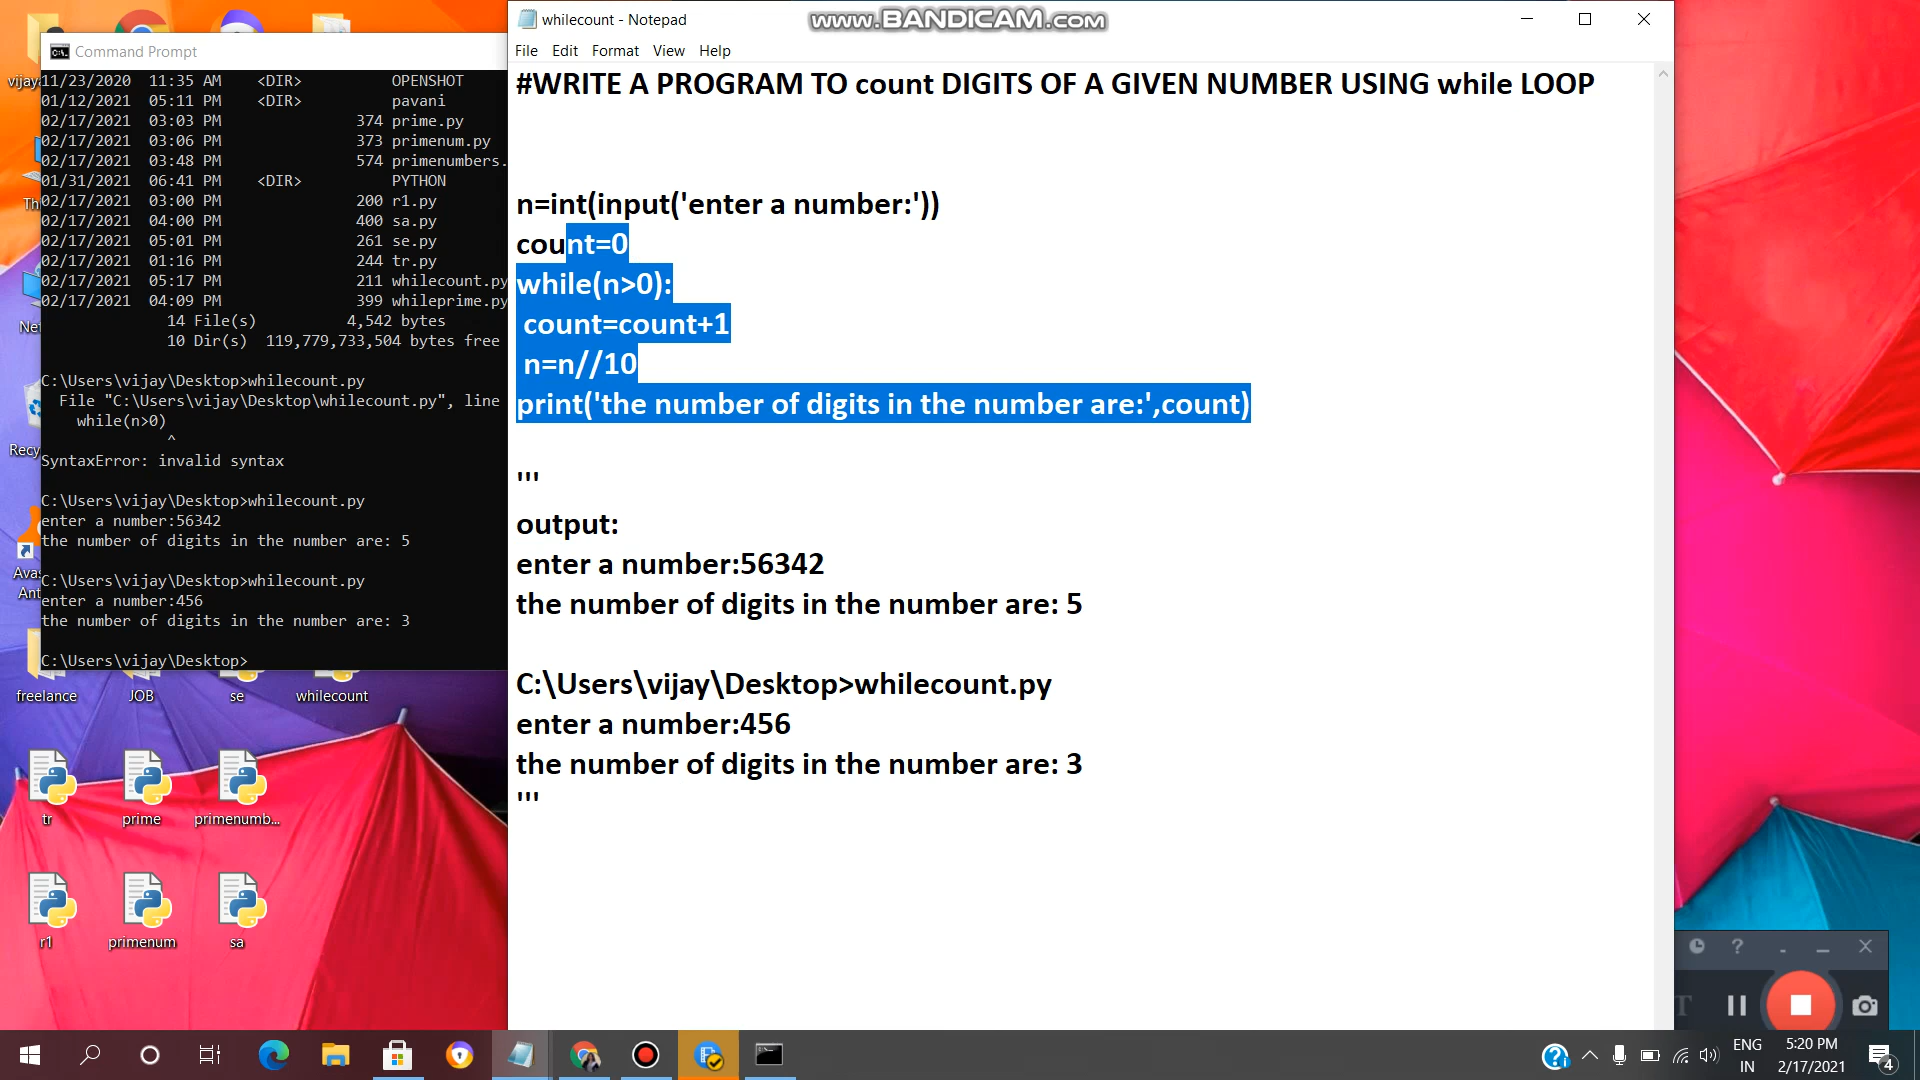 whilecount - Notepad
www.BANDICAM.com
File Edit Format View Help
#WRITE A PROGRAM TO count DIGITS OF A GIVEN NUMBER USING while LOOP
n=int(input('enter a number:'))
count=0
while(n>0):
count=count+1
n=n//10
print('the number of digits in the number are:',count)
'''
output:
enter a number:56342
the number of digits in the number are: 5
C:\Users\vijay\Desktop>whilecount.py
enter a number:456
the number of digits in the number are: 3
'''
Command Prompt
11/23/2020 11:35 AM <DIR> OPENSHOT
01/12/2021 05:11 PM <DIR> pavani
02/17/2021 03:03 PM 374 prime.py
02/17/2021 03:06 PM 373 primenum.py
02/17/2021 03:48 PM 574 primenumbers.
01/31/2021 06:41 PM <DIR> PYTHON
02/17/2021 03:00 PM 200 r1.py
02/17/2021 04:00 PM 400 sa.py
02/17/2021 05:01 PM 261 se.py
02/17/2021 01:16 PM 244 tr.py
02/17/2021 05:17 PM 211 whilecount.py
02/17/2021 04:09 PM 399 whileprime.py
14 File(s) 4,542 bytes
10 Dir(s) 119,779,733,504 bytes free
C:\Users\vijay\Desktop>whilecount.py
File "C:\Users\vijay\Desktop\whilecount.py", line
while(n>0)
^
SyntaxError: invalid syntax
C:\Users\vijay\Desktop>whilecount.py
enter a number:56342
the number of digits in the number are: 5
C:\Users\vijay\Desktop>whilecount.py
enter a number:456
the number of digits in the number are: 3
C:\Users\vijay\Desktop>
freelance JOB se whilecount
tr prime primenumb...
r1 primenum sa
ENG
IN
5:20 PM
2/17/2021
4